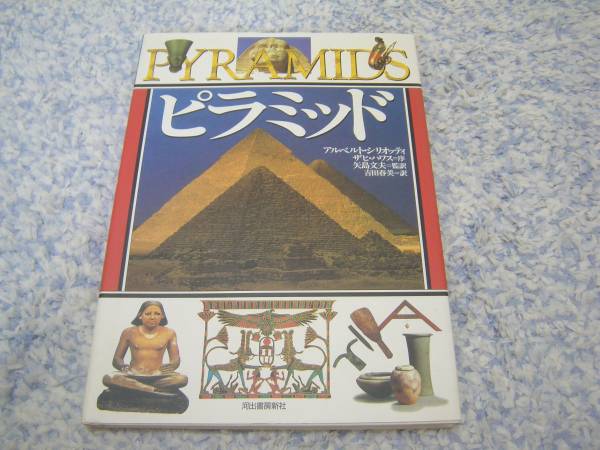 PYRAMIDS
ピラミッド
アルベルト・シリオッティ
ザヒ・ハワス＝序
矢島文夫＝監訳
吉田春美＝訳
河出書房新社